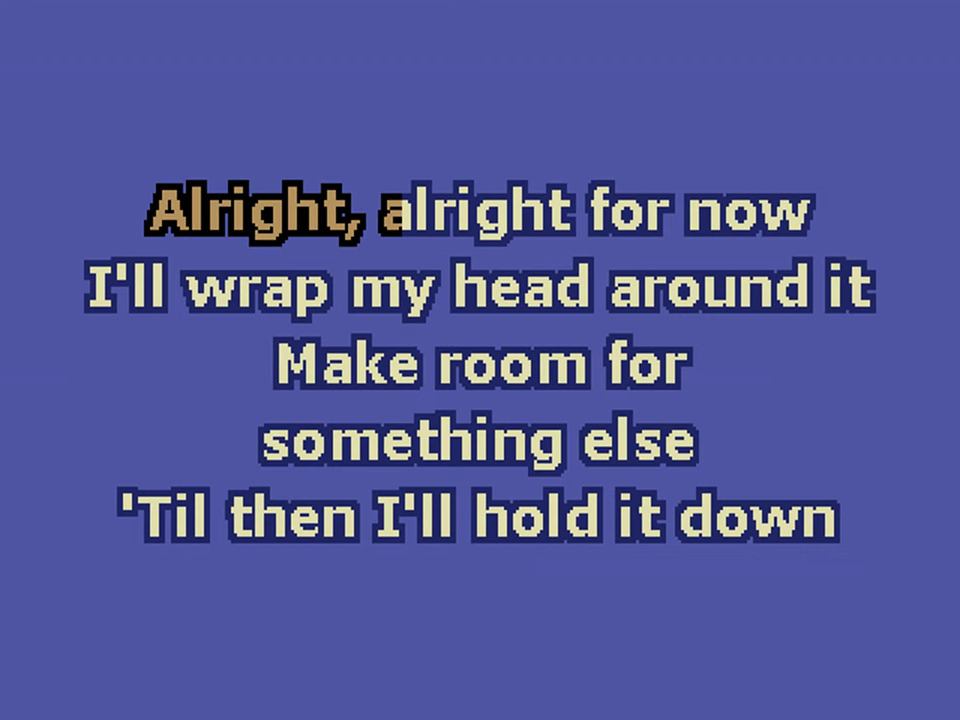 Alright, alright for now
I'll wrap my head around it
Make room for
something else
'Til then I'll hold it down